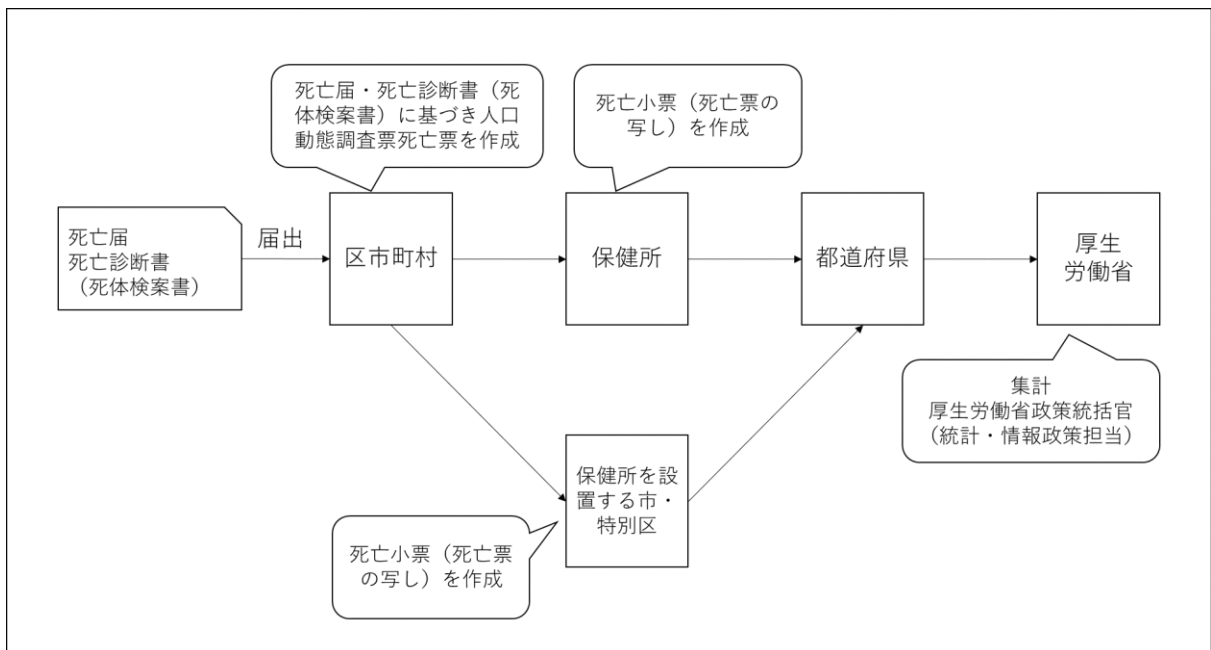 死亡届・死亡診断書（死
体検案書）に基づき人口
動態調査票死亡票を作成
死亡小票（死亡票の
写し）を作成
死亡届
死亡診断書
（死体検案書）
届出
区市町村
保健所
都道府県
厚生
労働省
集計
厚生労働省政策統括官
（統計・情報政策担当）
保健所を設
置する市・
特別区
死亡小票（死亡票
の写し）を作成